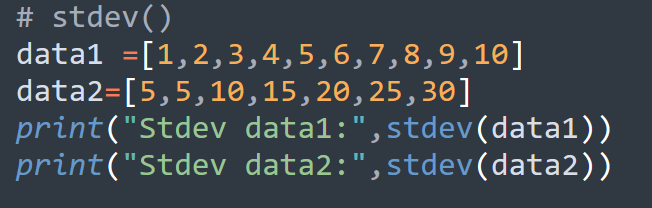 # stdev()
data1 =[1,2,3,4,5,6,7,8,9,10]
data2=[5,5,10,15,20,25,30]
print("Stdev data1:",stdev(data1))
print("Stdev data2:",stdev(data2))